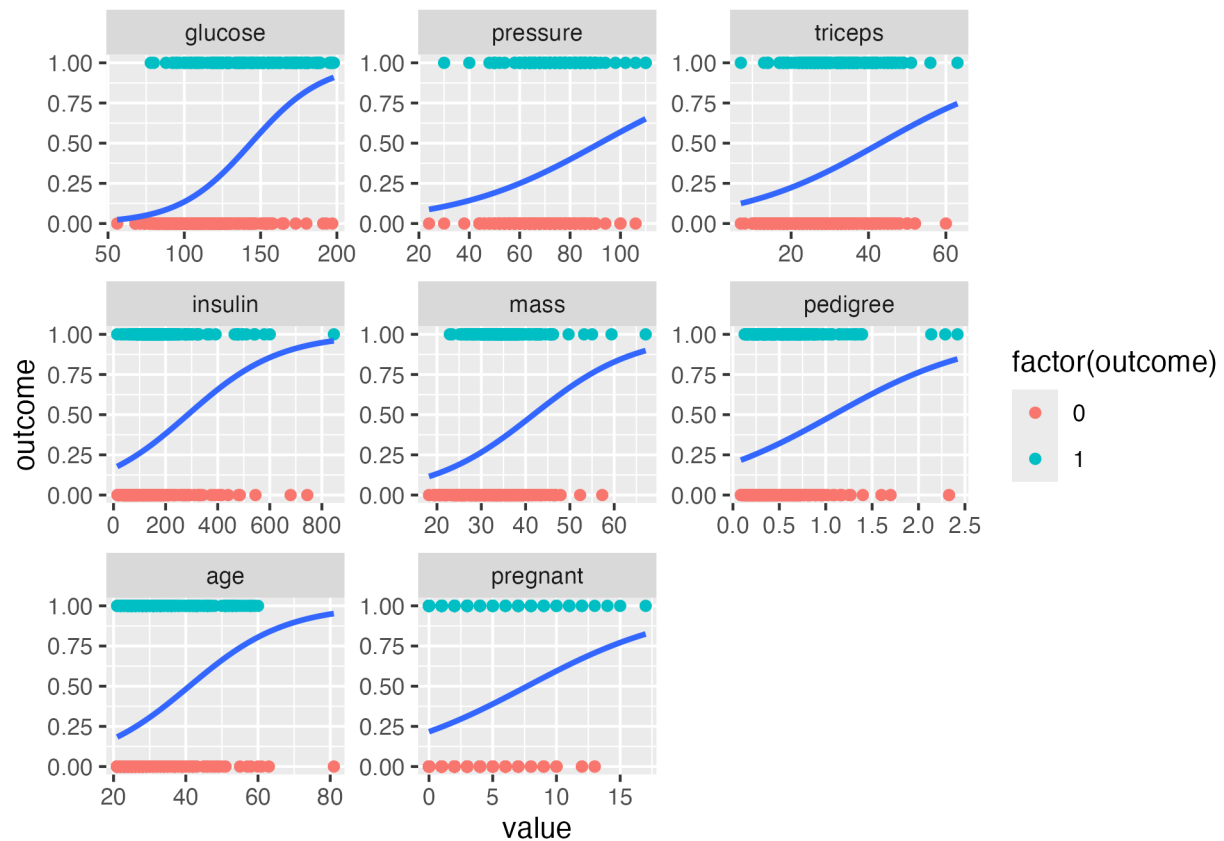 glucose pressure triceps
1.00 1.00 1.00
0.75 0.75 0.75
0.50 0.50 0.50
0.25 0.25 0.25
0.00 0.00 0.00
50 100 150 200 20 40 60 80 100 20 40 60
insulin mass pedigree
1.00 1.00 1.00
0.75 0.75 0.75
0.50 0.50 0.50
0.25 0.25 0.25
0.00 0.00 0.00
0 200 400 600 800 20 30 40 50 60 0.0 0.5 1.0 1.5 2.0 2.5
age pregnant
1.00 1.00
0.75 0.75
0.50 0.50
0.25 0.25
0.00 0.00
20 40 60 80 0 5 10 15
value
outcome
factor(outcome)
0
1